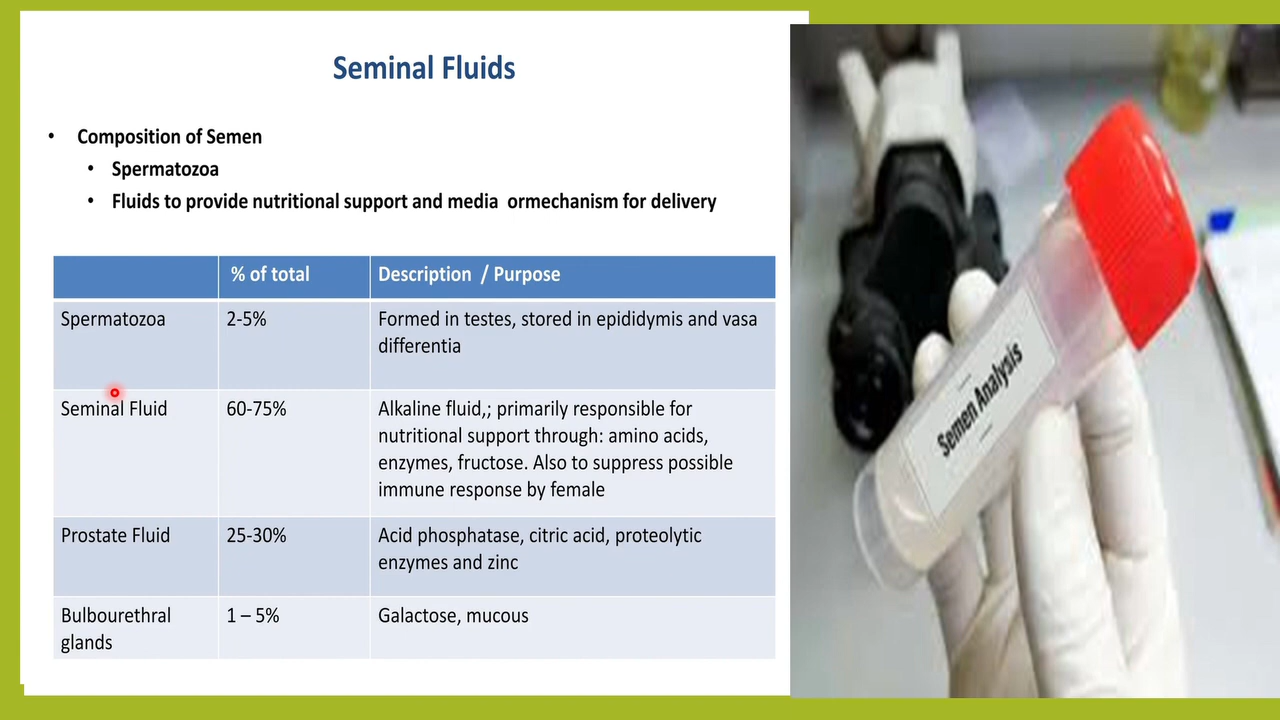 Seminal Fluids
• Composition of Semen
• Spermatozoa
• Fluids to provide nutritional support and media ormechanism for delivery
% of total
Description / Purpose
Spermatozoa
2-5%
Formed in testes, stored in epididymis and vasa
differentia
Seminal Fluid
60-75%
Alkaline fluid,; primarily responsible for
nutritional support through: amino acids,
enzymes, fructose. Also to suppress possible
immune response by female
Prostate Fluid
25-30%
Acid phosphatase, citric acid, proteolytic
enzymes and zinc
Bulbourethral
glands
1 – 5%
Galactose, mucous
Semen Analysis